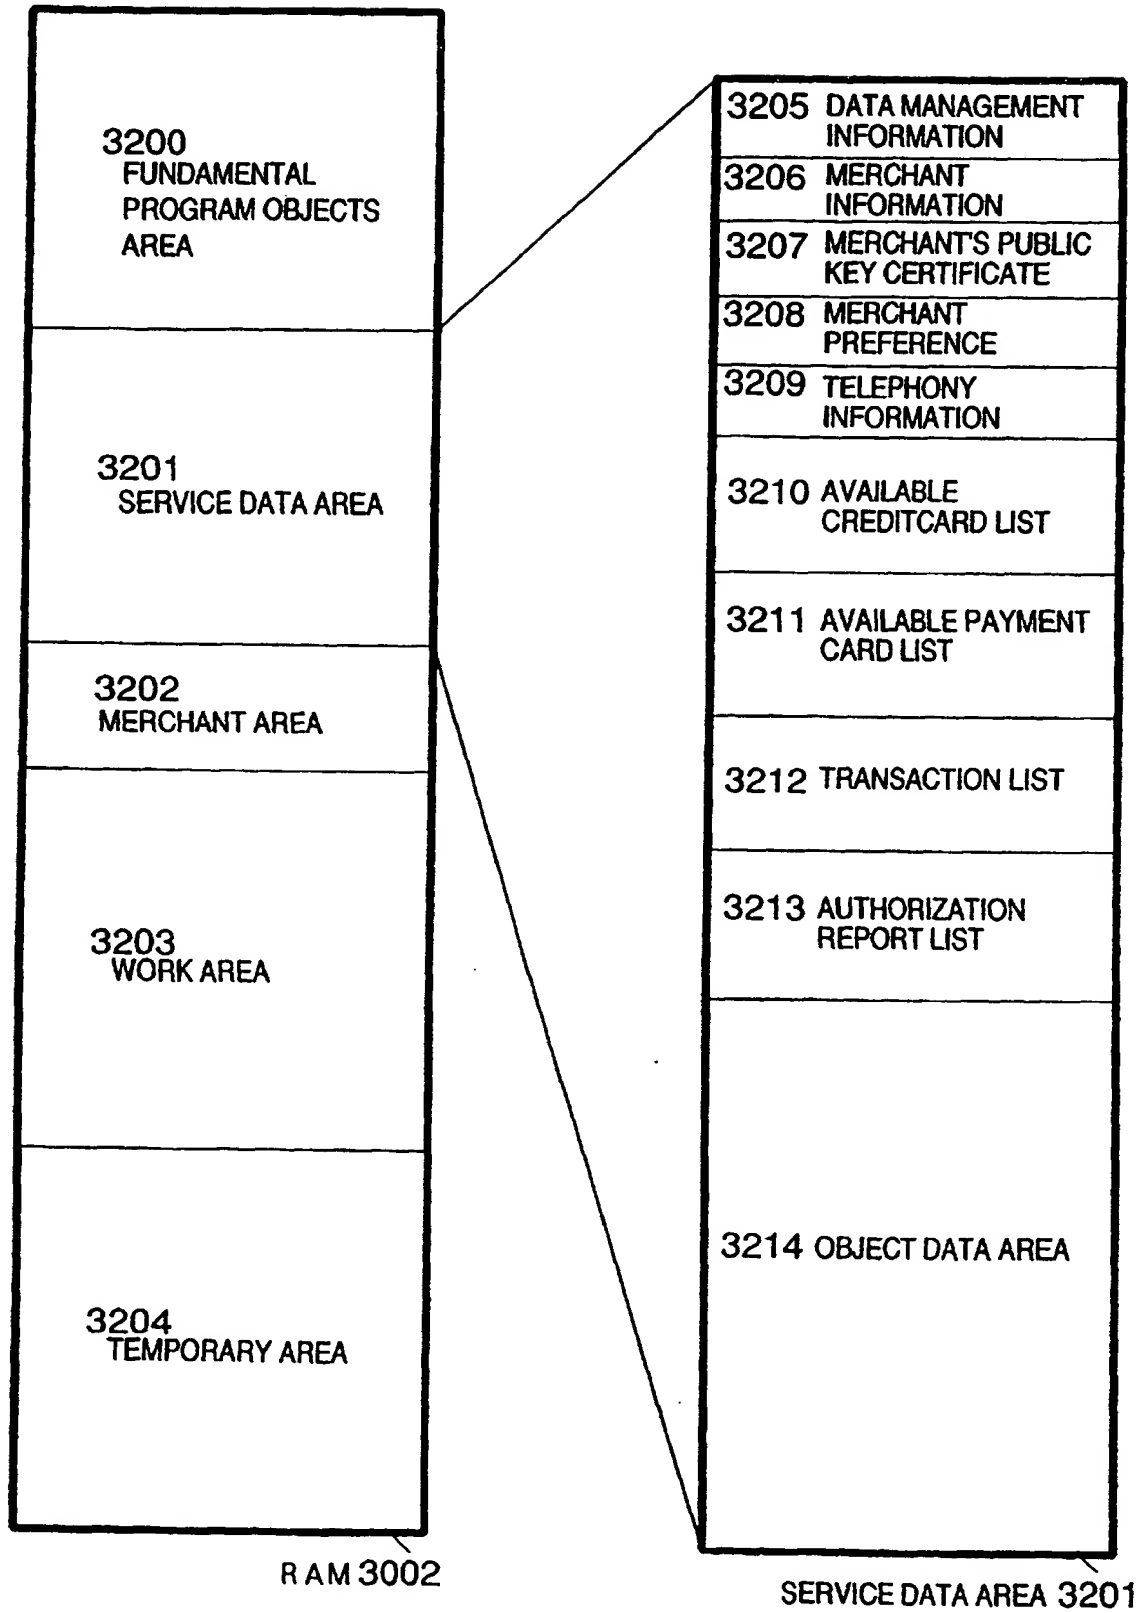 3200
FUNDAMENTAL
PROGRAM OBJECTS
AREA
3201
SERVICE DATA AREA
3202
MERCHANT AREA
3203
WORK AREA
3204
TEMPORARY AREA
RAM 3002
3205 DATA MANAGEMENT
INFORMATION
3206 MERCHANT
INFORMATION
3207 MERCHANT'S PUBLIC
KEY CERTIFICATE
3208 MERCHANT
PREFERENCE
3209 TELEPHONY
INFORMATION
3210 AVAILABLE
CREDITCARD LIST
3211 AVAILABLE PAYMENT
CARD LIST
3212 TRANSACTION LIST
3213 AUTHORIZATION
REPORT LIST
3214 OBJECT DATA AREA
SERVICE DATA AREA 3201